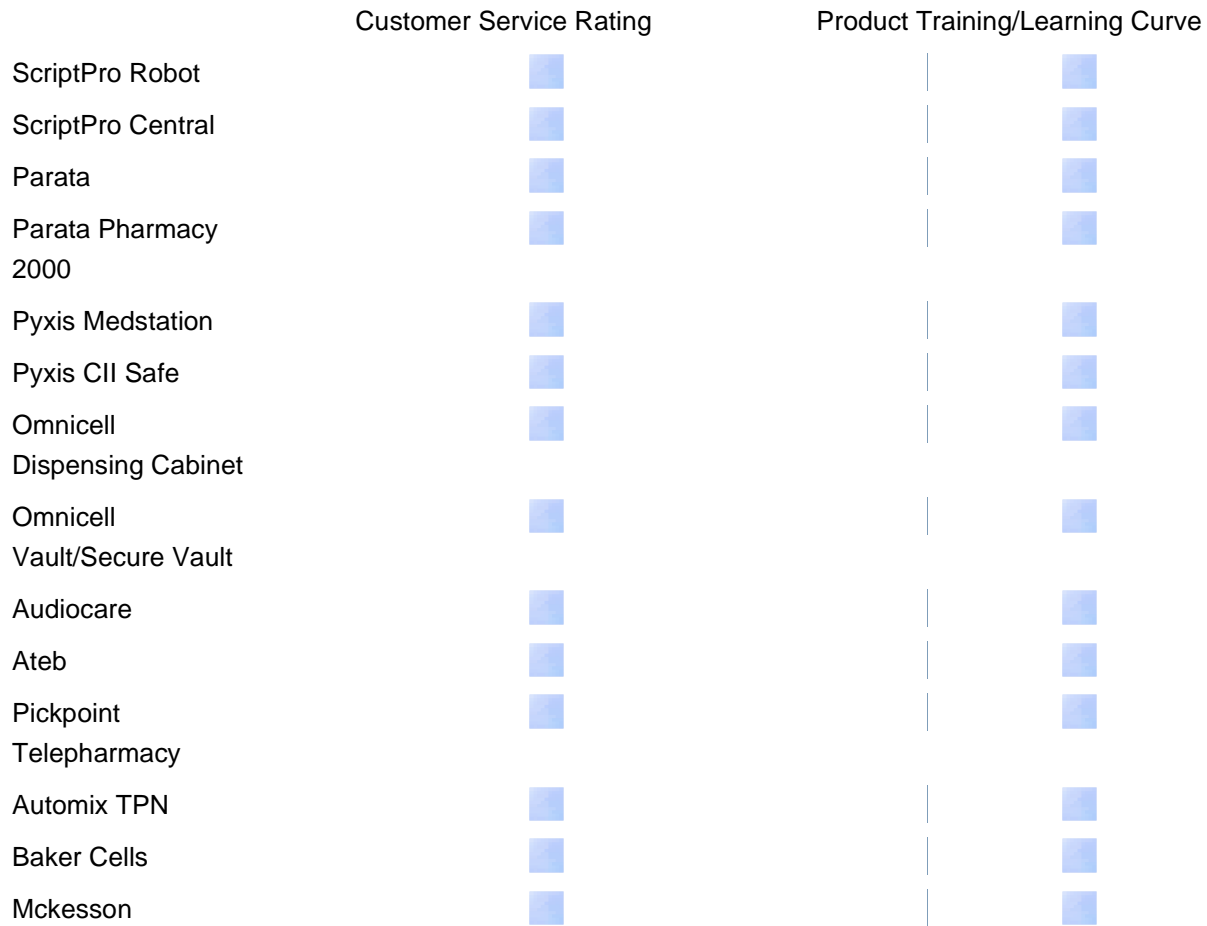 Customer Service Rating Product Training/Learning Curve
ScriptPro Robot
ScriptPro Central
Parata
Parata Pharmacy
2000
Pyxis Medstation
Pyxis CII Safe
Omnicell
Dispensing Cabinet
Omnicell
Vault/Secure Vault
Audiocare
Ateb
Pickpoint
Telepharmacy
Automix TPN
Baker Cells
Mckesson